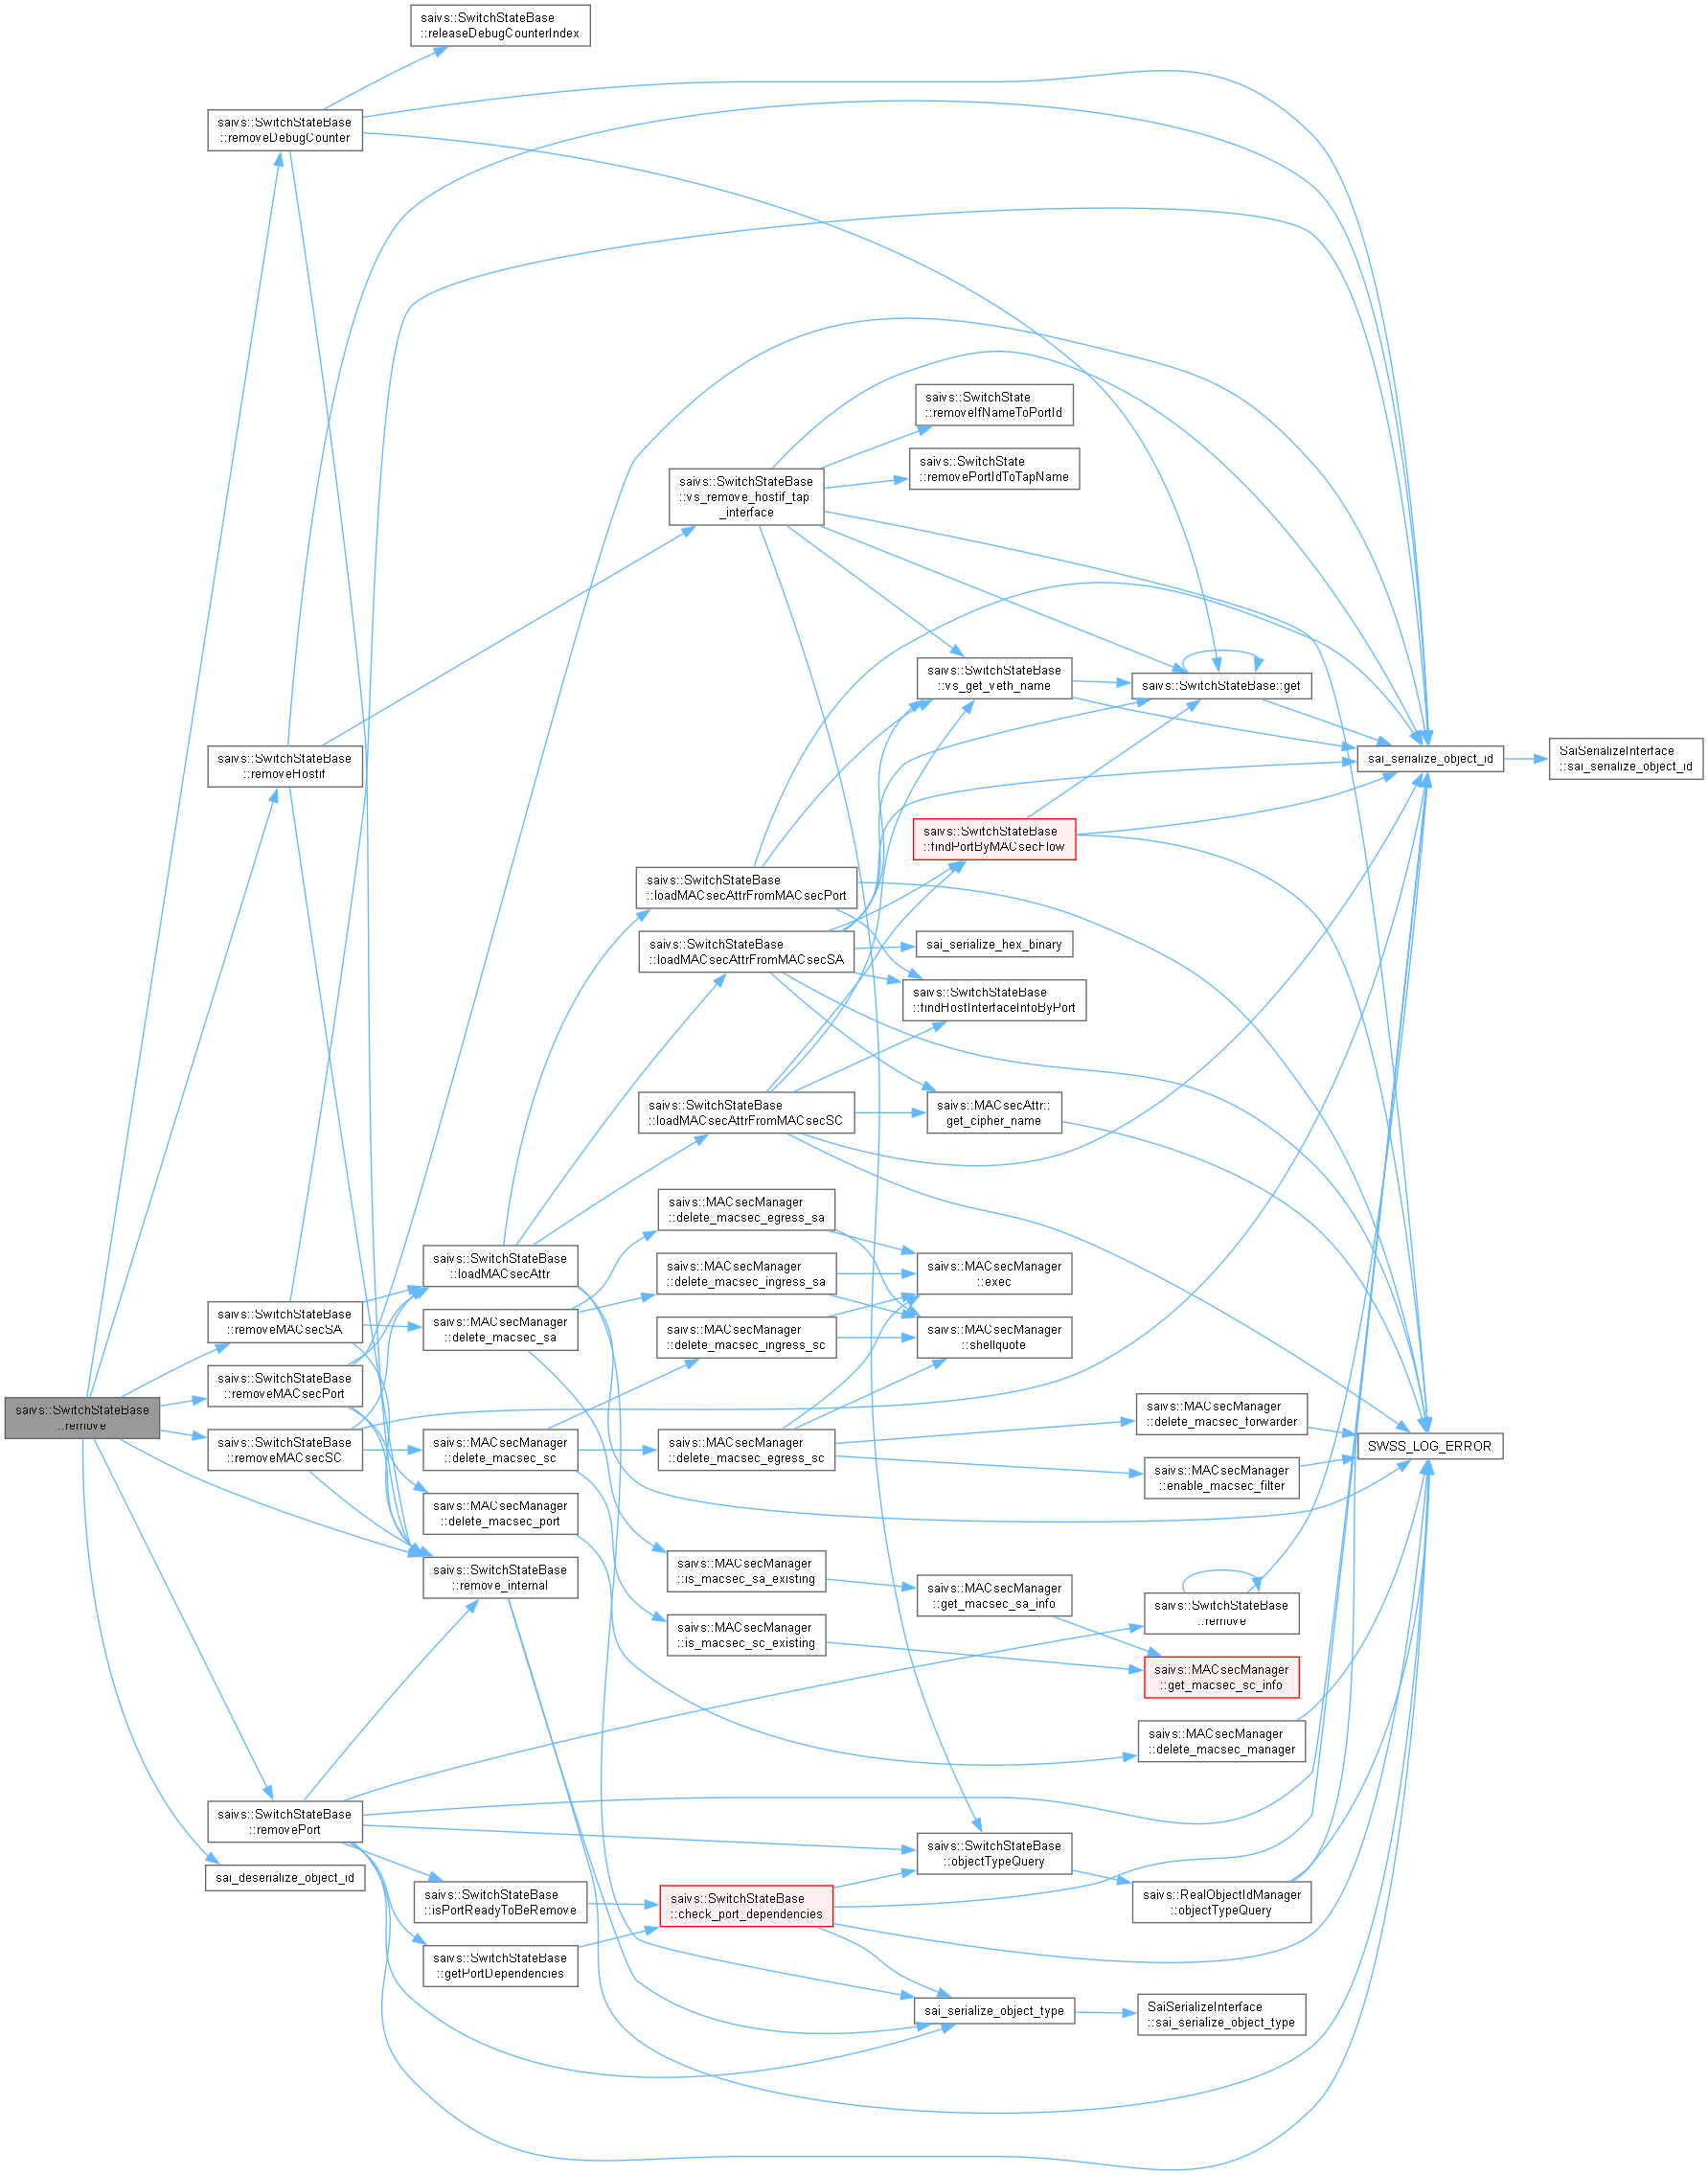 saivs::SwitchStateBase
::releaseDebugCounterIndex
saivs::SwitchStateBase
::removeDebugCounter
saivs::SwitchState
::removeIfNameToPortId
saivs::SwitchState
::removePortIdToTapName
saivs::SwitchStateBase
::vs_remove_hostif_tap
_interface
saivs::SwitchStateBase
::vs_get_veth_name
saivs::SwitchStateBase::get
saivs::SwitchStateBase
::removeHostif
sai_serialize_object_id
SaiSerializeInterface
::sai_serialize_object_id
saivs::SwitchStateBase
::findPortByMACsecFlow
saivs::SwitchStateBase
::loadMACsecAttrFromMACsecPort
saivs::SwitchStateBase
::loadMACsecAttrFromMACsecSA
sai_serialize_hex_binary
saivs::SwitchStateBase
::findHostInterfaceInfoByPort
saivs::SwitchStateBase
::loadMACsecAttrFromMACsecSC
saivs::MACsecAttr::
get_cipher_name
saivs::MACsecManager
::delete_macsec_egress_sa
saivs::SwitchStateBase
::loadMACsecAttr
saivs::MACsecManager
::delete_macsec_ingress_sa
saivs::MACsecManager
::exec
saivs::SwitchStateBase
::removeMACsecSA
saivs::MACsecManager
::delete_macsec_sa
saivs::MACsecManager
::delete_macsec_ingress_sc
saivs::MACsecManager
::shellquote
saivs::SwitchStateBase
::removeMACsecPort
saivs::SwitchStateBase
::remove
saivs::MACsecManager
::delete_macsec_forwarder
saivs::SwitchStateBase
::removeMACsecSC
saivs::MACsecManager
::delete_macsec_sc
saivs::MACsecManager
::delete_macsec_egress_sc
SWSS_LOG_ERROR
saivs::MACsecManager
::enable_macsec_filter
saivs::MACsecManager
::delete_macsec_port
saivs::SwitchStateBase
::remove_internal
saivs::MACsecManager
::is_macsec_sa_existing
saivs::MACsecManager
::get_macsec_sa_info
saivs::SwitchStateBase
::remove
saivs::MACsecManager
::is_macsec_sc_existing
saivs::MACsecManager
::get_macsec_sc_info
saivs::MACsecManager
::delete_macsec_manager
saivs::SwitchStateBase
::removePort
saivs::SwitchStateBase
::objectTypeQuery
sai_deserialize_object_id
saivs::SwitchStateBase
::isPortReadyToBeRemove
saivs::SwitchStateBase
::check_port_dependencies
saivs::RealObjectIdManager
::objectTypeQuery
saivs::SwitchStateBase
::getPortDependencies
sai_serialize_object_type
SaiSerializeInterface
::sai_serialize_object_type